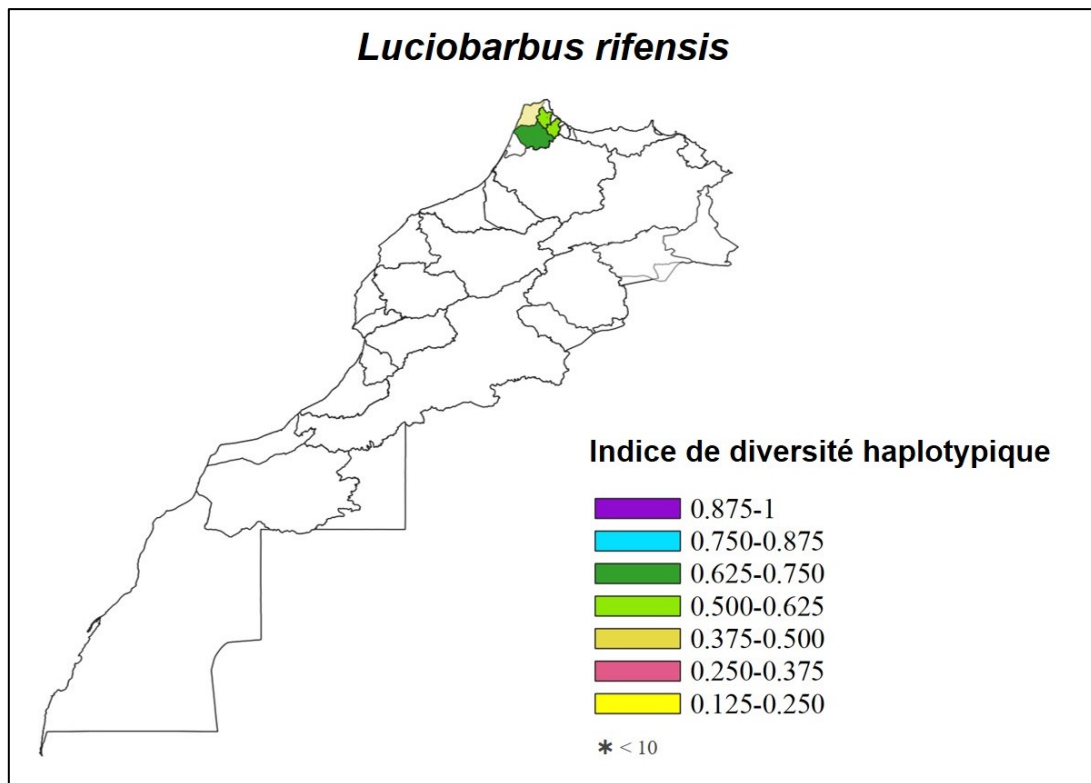 Luciobarbus rifensis
Indice de diversité haplotypique
0.875-1
0.750-0.875
0.625-0.750
0.500-0.625
0.375-0.500
0.250-0.375
0.125-0.250
* < 10